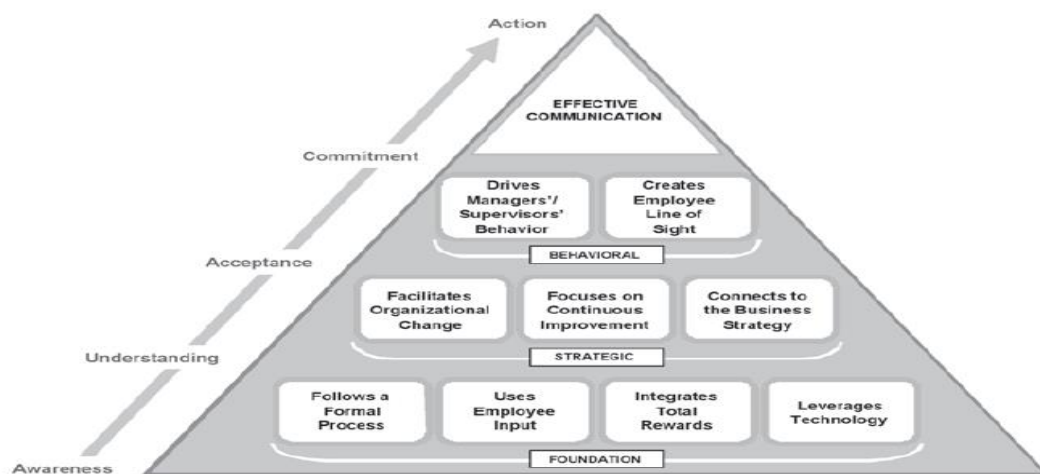 Action
EFFECTIVE
COMMUNICATION
Commitment
Drives
Managers'/
Supervisors'
Behavior
Creates
Employee
Line of
Sight
BEHAVIORAL
Acceptance
Facilitates
Organizational
Change
Focuses on
Continuous
Improvement
Connects to
the Business
Strategy
STRATEGIC
Understanding
Follows a
Formal
Process
Uses
Employee
Input
Integrates
Total
Rewards
Leverages
Technology
FOUNDATION
Awareness